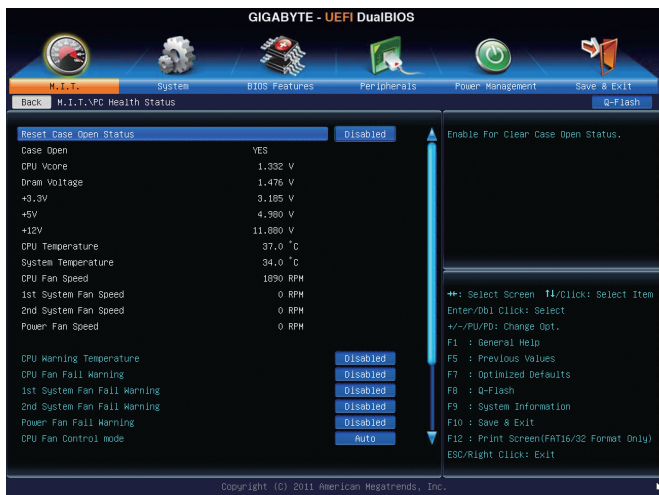 GIGABYTE - UEFI DualBIOS
M.I.T. System BIOS Features Peripherals Power Management Save & Exit
Back M.I.T.\PC Health Status Q-Flash
Reset Case Open Status Disabled
Case Open YES
CPU Vcore 1.332 V
Dram Voltage 1.476 V
+3.3V 3.185 V
+5V 4.980 V
+12V 11.880 V
CPU Temperature 37.0 °C
System Temperature 34.0 °C
CPU Fan Speed 1890 RPM
1st System Fan Speed 0 RPM
2nd System Fan Speed 0 RPM
Power Fan Speed 0 RPM
CPU Warning Temperature Disabled
CPU Fan Fail Warning Disabled
1st System Fan Fail Warning Disabled
2nd System Fan Fail Warning Disabled
Power Fan Fail Warning Disabled
CPU Fan Control mode Auto
Enable For Clear Case Open Status.
→←: Select Screen ↑↓/Click: Select Item
Enter/Dbl Click: Select
+/-/PU/PD: Change Opt.
F1 : General Help
F5 : Previous Values
F7 : Optimized Defaults
F8 : Q-Flash
F9 : System Information
F10 : Save & Exit
F12 : Print Screen(FAT16/32 Format Only)
ESC/Right Click: Exit
Copyright (C) 2011 American Megatrends, Inc.